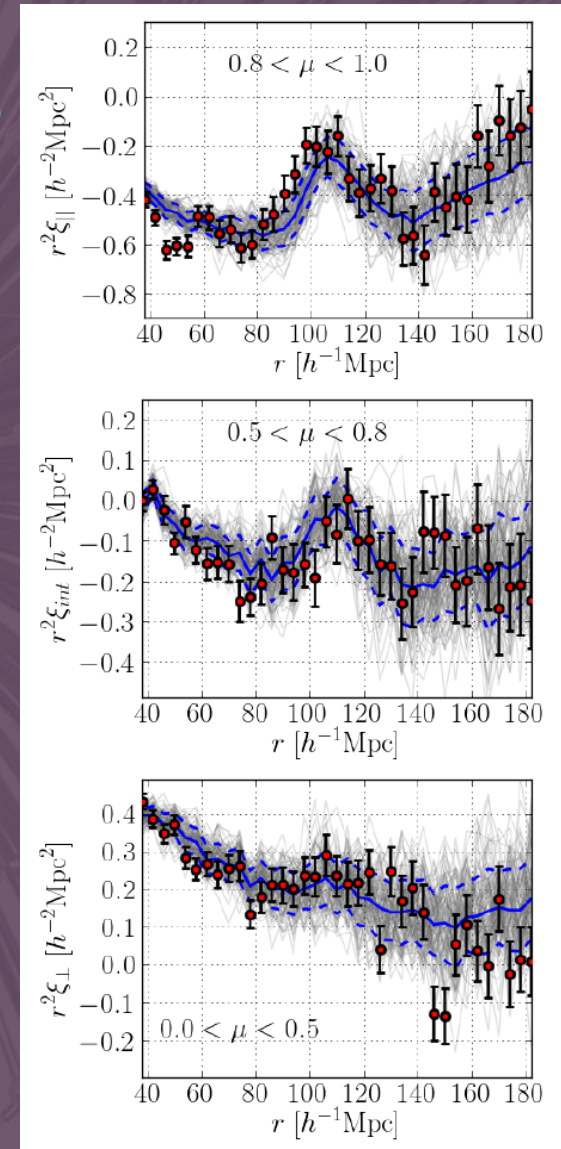 0.2
0.0
−0.2
−0.4
−0.6
−0.8
r²ξ|| [h⁻²Mpc²]
0.8 < μ < 1.0
40 60 80 100 120 140 160 180
r [h⁻¹Mpc]
0.2
0.1
0.0
−0.1
−0.2
−0.3
−0.4
r²ξint [h⁻²Mpc²]
0.5 < μ < 0.8
40 60 80 100 120 140 160 180
r [h⁻¹Mpc]
0.4
0.3
0.2
0.1
0.0
−0.1
−0.2
r²ξ⊥ [h⁻²Mpc²]
0.0 < μ < 0.5
40 60 80 100 120 140 160 180
r [h⁻¹Mpc]